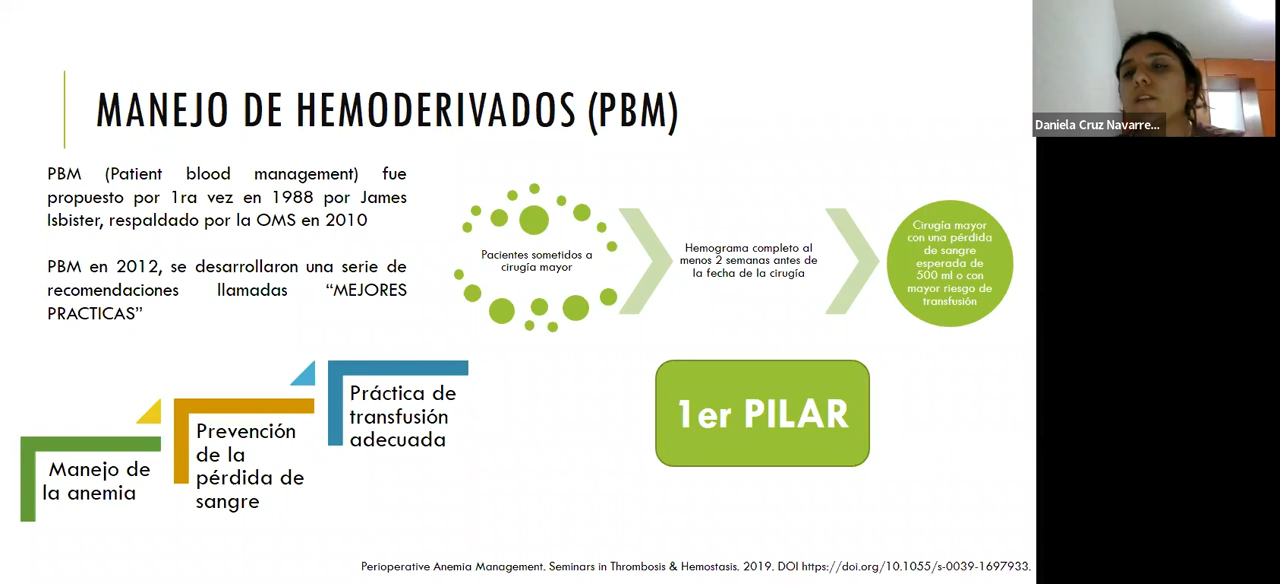 MANEJO DE HEMODERIVADOS (PBM)
PBM (Patient blood management) fue
propuesto por 1ra vez en 1988 por James
Isbister, respaldado por la OMS en 2010
PBM en 2012, se desarrollaron una serie de
recomendaciones llamadas “MEJORES
PRACTICAS”
Pacientes sometidos a
cirugía mayor
Hemograma completo al
menos 2 semanas antes de
la fecha de la cirugía
Cirugía mayor
con una pérdida
de sangre
esperada de
500 ml o con
mayor riesgo de
transfusión
Manejo de
la anemia
Prevención
de la
pérdida de
sangre
Práctica de
transfusión
adecuada
1er PILAR
Perioperative Anemia Management. Seminars in Thrombosis & Hemostasis. 2019. DOI https://doi.org/10.1055/s-0039-1697933.
Daniela Cruz Navarre...